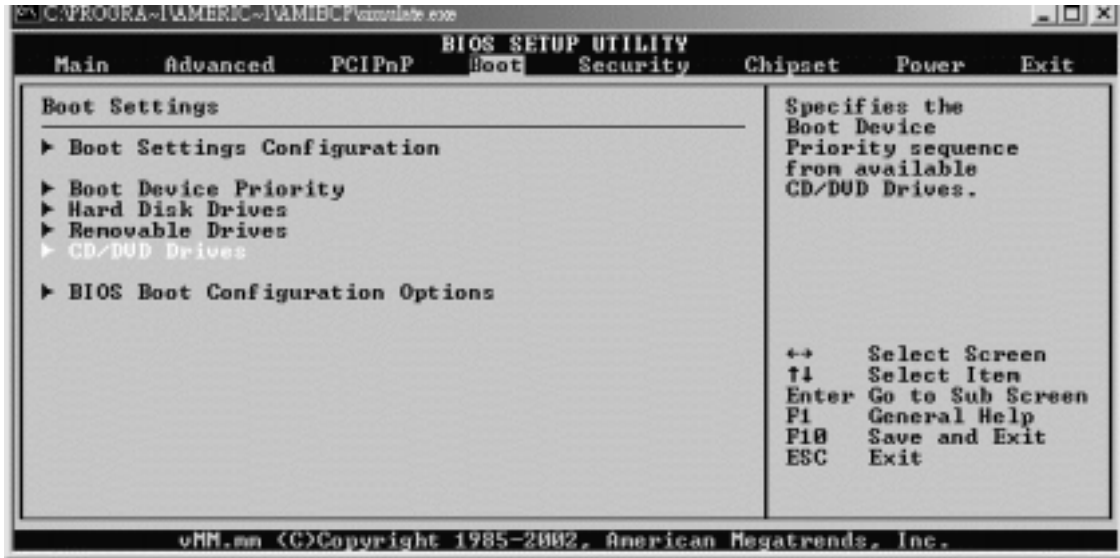 C:\PROGRA~1\AMERIC~1\AMIBCP\simulate.exe
BIOS SETUP UTILITY
Main Advanced PCIPnP Boot Security Chipset Power Exit
Boot Settings
▶ Boot Settings Configuration
▶ Boot Device Priority
▶ Hard Disk Drives
▶ Removable Drives
▶ CD/DVD Drives
▶ BIOS Boot Configuration Options
Specifies the
Boot Device
Priority sequence
from available
CD/DVD Drives.
←→ Select Screen
↑↓ Select Item
Enter Go to Sub Screen
F1 General Help
F10 Save and Exit
ESC Exit
vMM.mm (C)Copyright 1985-2002, American Megatrends, Inc.